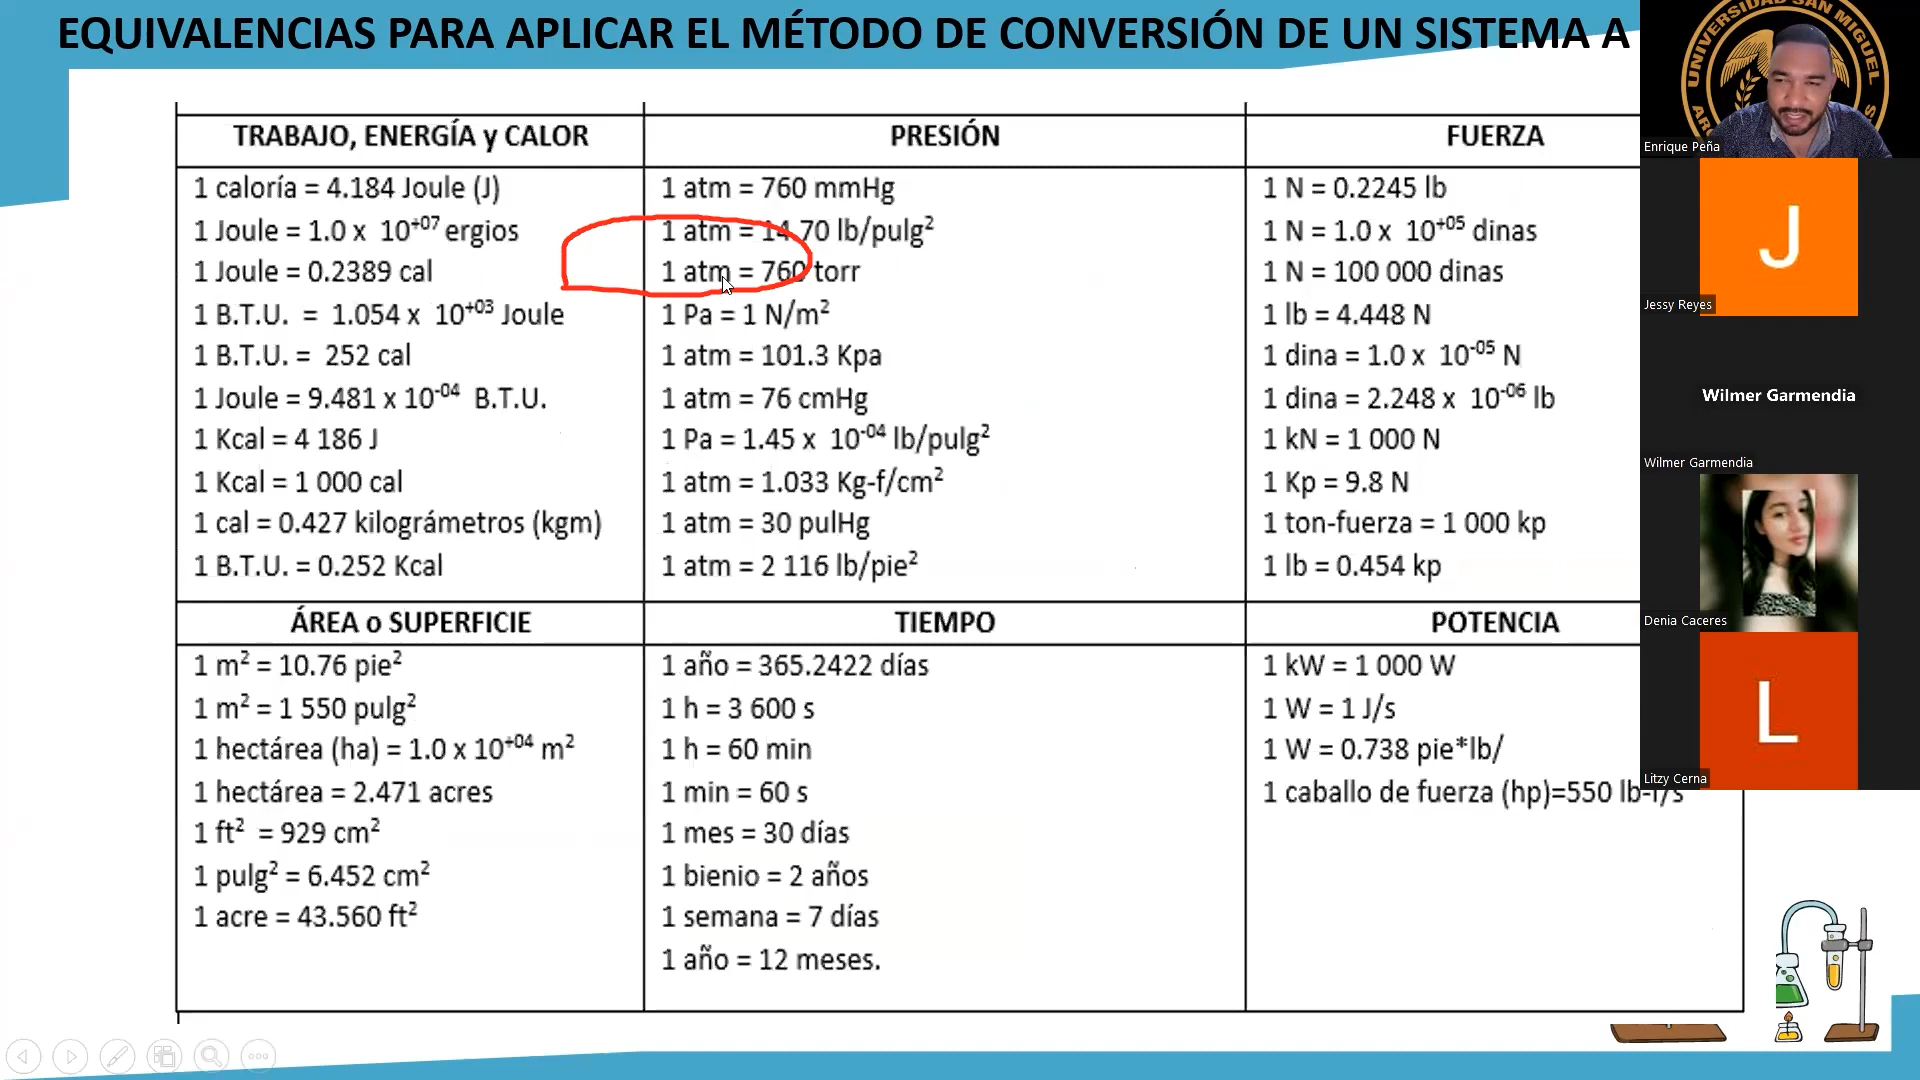 EQUIVALENCIAS PARA APLICAR EL MÉTODO DE CONVERSIÓN DE UN SISTEMA A
TRABAJO, ENERGÍA y CALOR
1 caloría = 4.184 Joule (J)
1 Joule = 1.0 x 10⁺⁰⁷ ergios
1 Joule = 0.2389 cal
1 B.T.U. = 1.054 x 10⁺⁰³ Joule
1 B.T.U. = 252 cal
1 Joule = 9.481 x 10⁻⁰⁴ B.T.U.
1 Kcal = 4 186 J
1 Kcal = 1 000 cal
1 cal = 0.427 kilográmetros (kgm)
1 B.T.U. = 0.252 Kcal
PRESIÓN
1 atm = 760 mmHg
1 atm = 14.70 lb/pulg²
1 atm = 760 torr
1 Pa = 1 N/m²
1 atm = 101.3 Kpa
1 atm = 76 cmHg
1 Pa = 1.45 x 10⁻⁰⁴ lb/pulg²
1 atm = 1.033 Kg-f/cm²
1 atm = 30 pulHg
1 atm = 2 116 lb/pie²
FUERZA
1 N = 0.2245 lb
1 N = 1.0 x 10⁺⁰⁵ dinas
1 N = 100 000 dinas
1 lb = 4.448 N
1 dina = 1.0 x 10⁻⁰⁵ N
1 dina = 2.248 x 10⁻⁰⁶ lb
1 kN = 1 000 N
1 Kp = 9.8 N
1 ton-fuerza = 1 000 kp
1 lb = 0.454 kp
ÁREA o SUPERFICIE
1 m² = 10.76 pie²
1 m² = 1 550 pulg²
1 hectárea (ha) = 1.0 x 10⁺⁰⁴ m²
1 hectárea = 2.471 acres
1 ft² = 929 cm²
1 pulg² = 6.452 cm²
1 acre = 43.560 ft²
TIEMPO
1 año = 365.2422 días
1 h = 3 600 s
1 h = 60 min
1 min = 60 s
1 mes = 30 días
1 bienio = 2 años
1 semana = 7 días
1 año = 12 meses.
POTENCIA
1 kW = 1 000 W
1 W = 1 J/s
1 W = 0.738 pie*lb/
1 caballo de fuerza (hp)=550 lb-f/s
UNIVERSIDAD SAN MIGUEL
Enrique Peña
J
Jessy Reyes
Wilmer Garmendia
Wilmer Garmendia
Denia Caceres
L
Litzy Cerna